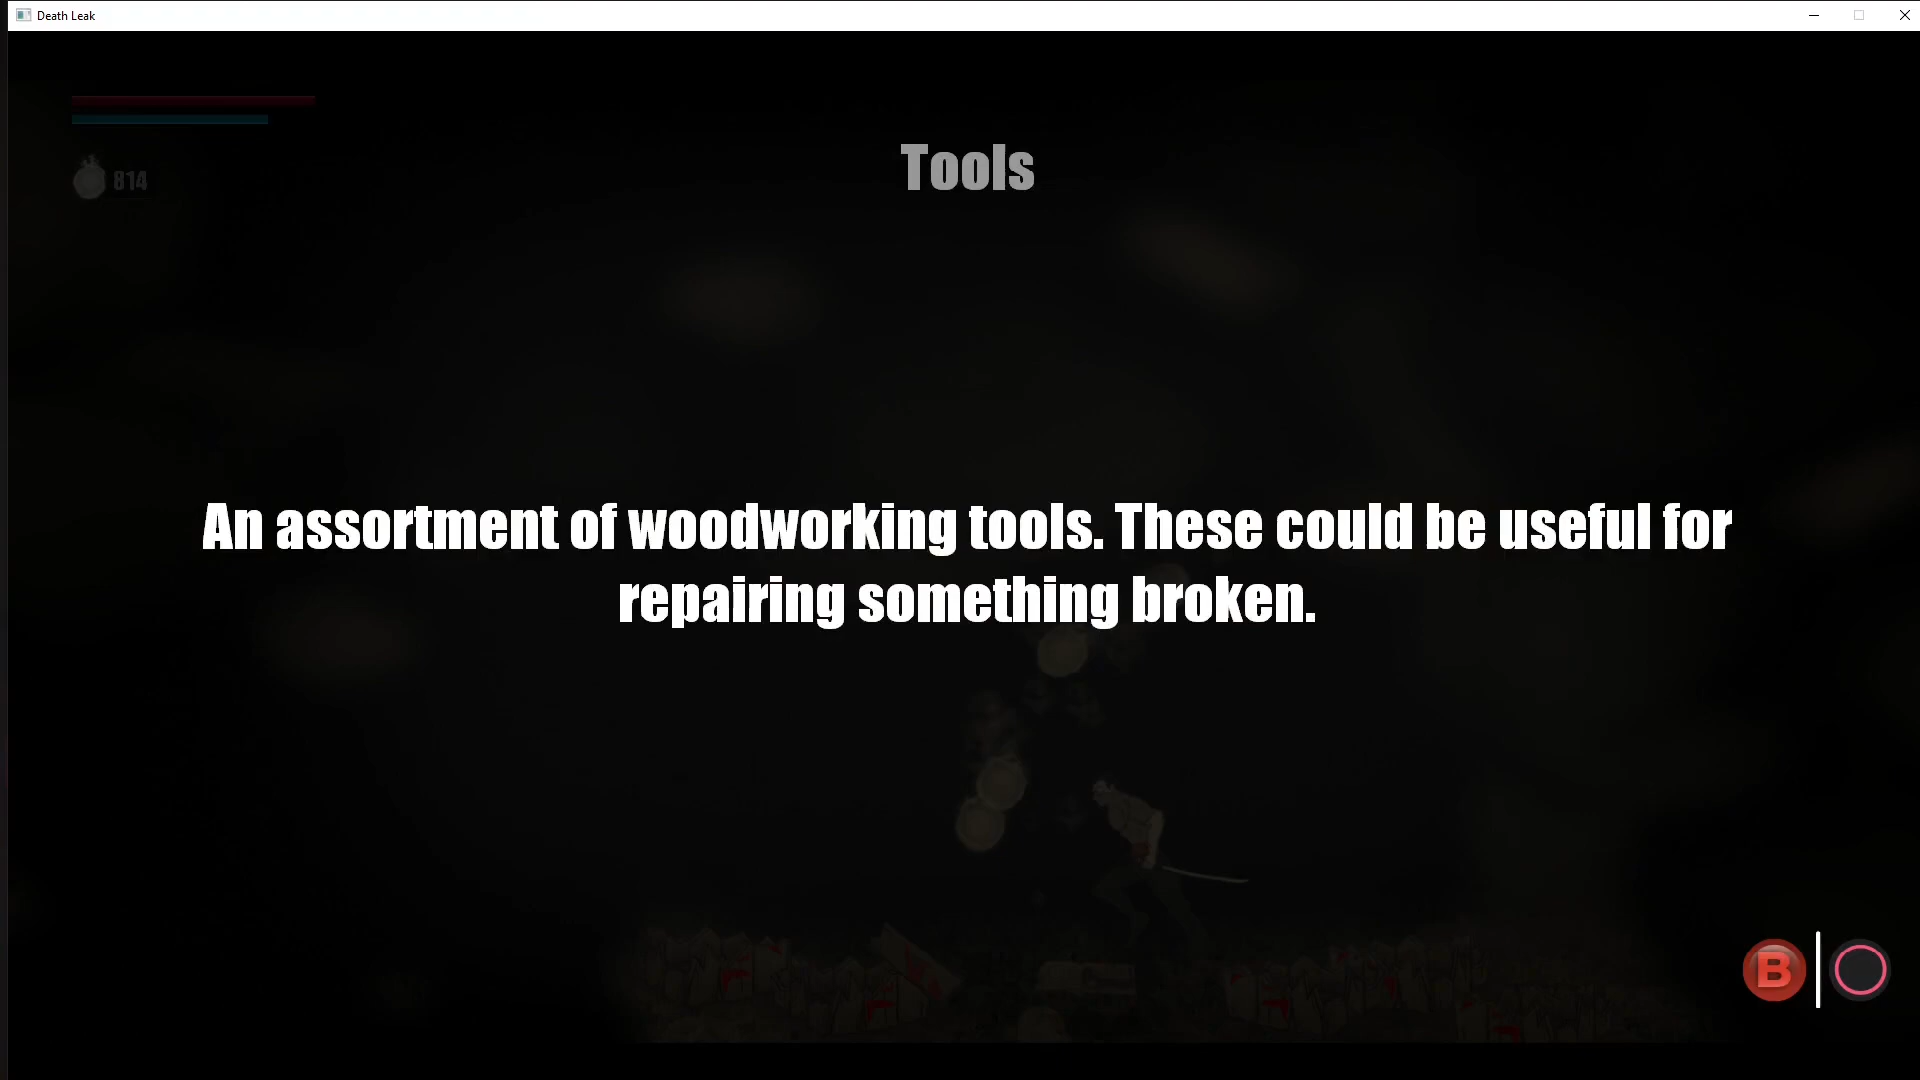 Death Leak
814
Tools
An assortment of woodworking tools. These could be useful for
repairing something broken.
B